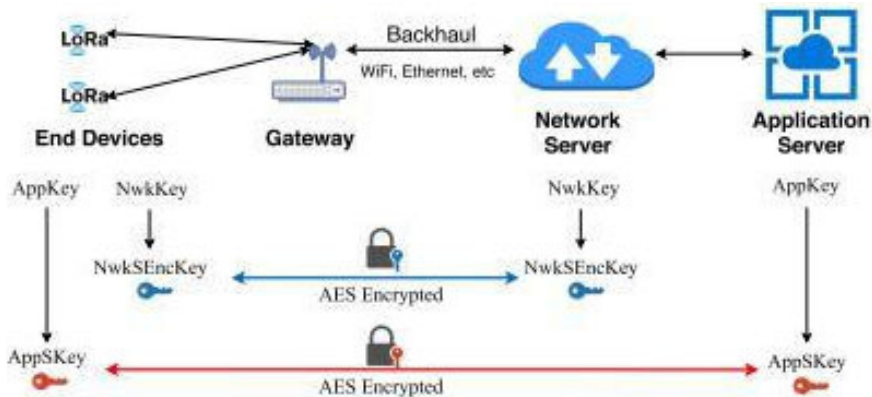 LoRa
Backhaul
WiFi, Ethernet, etc
LoRa
End Devices
Gateway
Network
Server
Application
Server
AppKey
NwkKey
NwkKey
AppKey
NwkSEncKey
AES Encrypted
NwkSEncKey
AppSKey
AES Encrypted
AppSKey